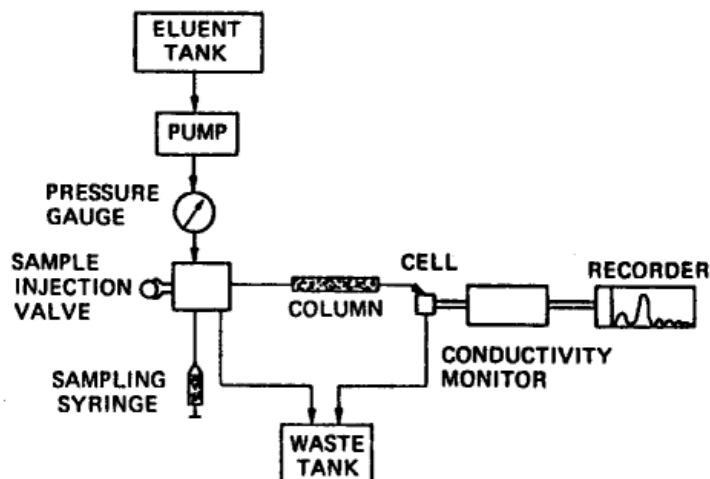 ELUENT
TANK
PUMP
PRESSURE
GAUGE
SAMPLE
INJECTION
VALVE
CELL
RECORDER
COLUMN
CONDUCTIVITY
MONITOR
SAMPLING
SYRINGE
WASTE
TANK